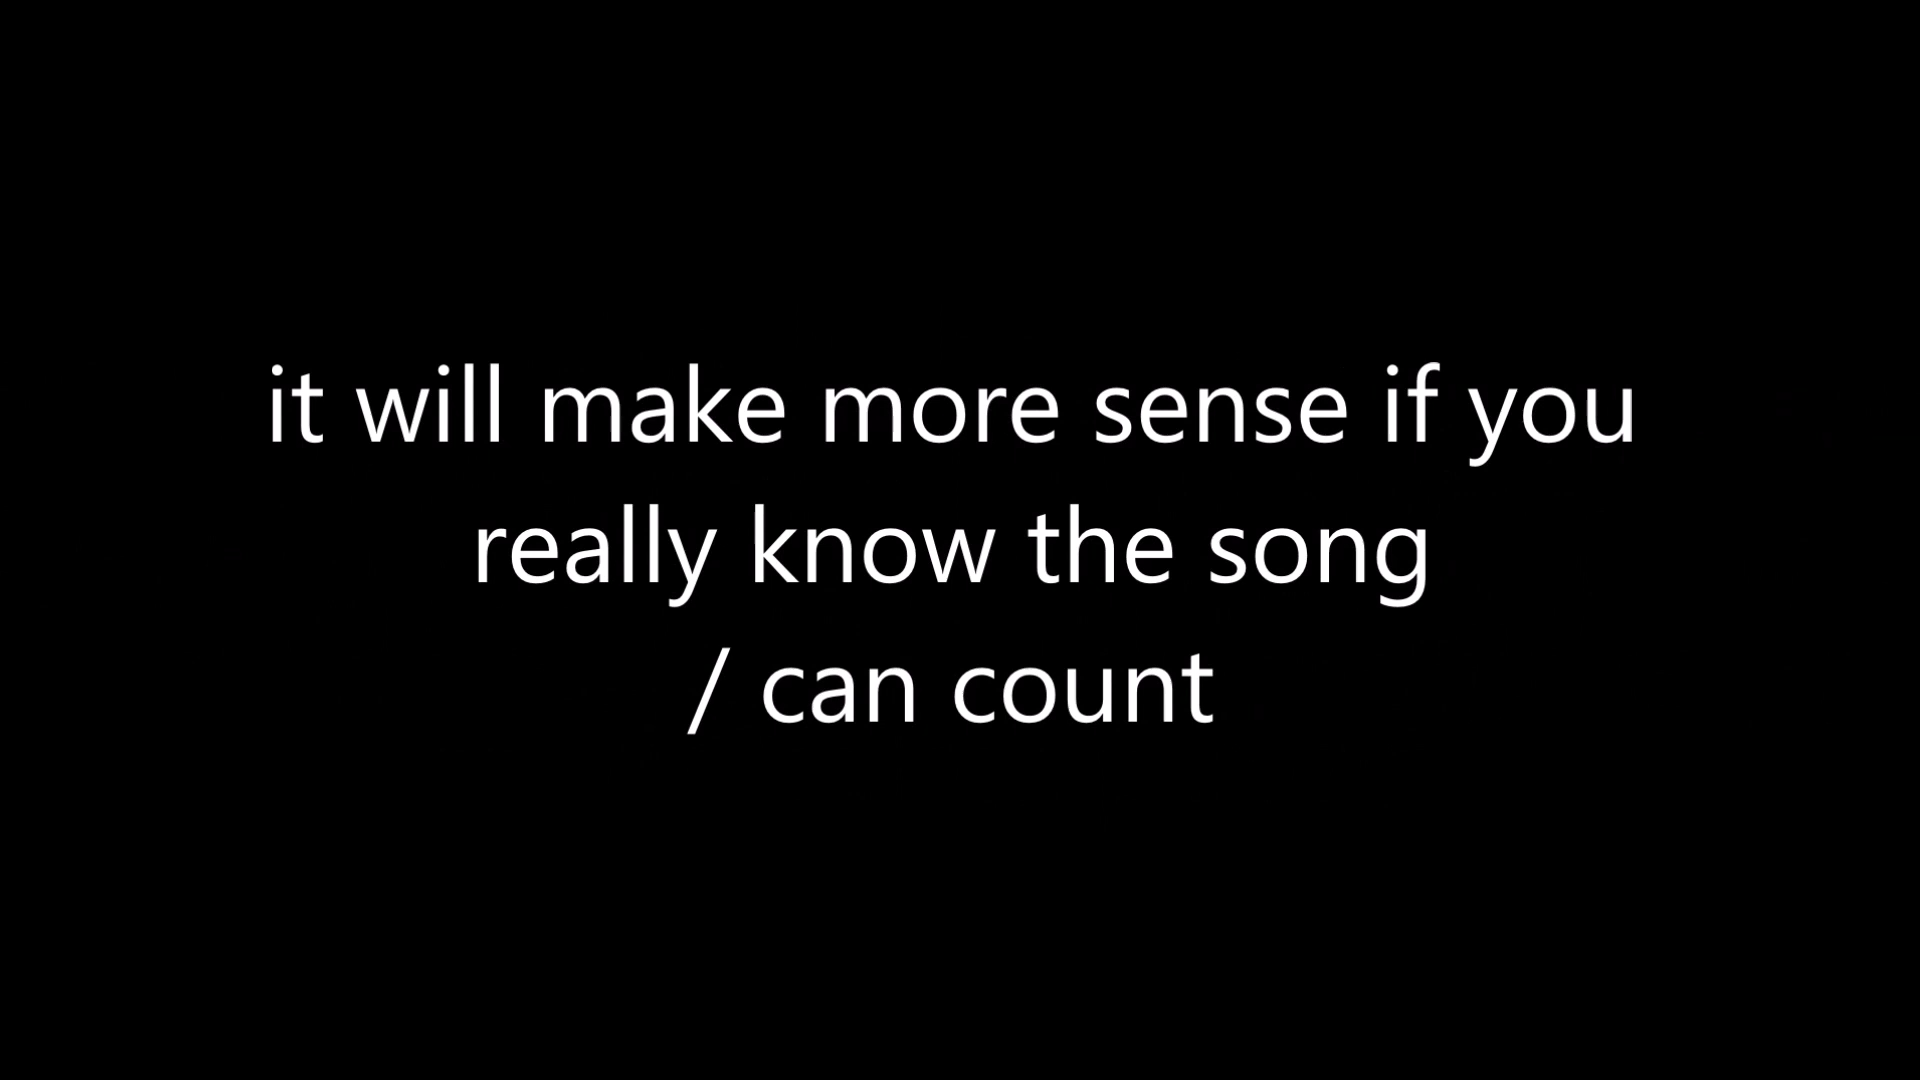 it will make more sense if you
really know the song
/ can count